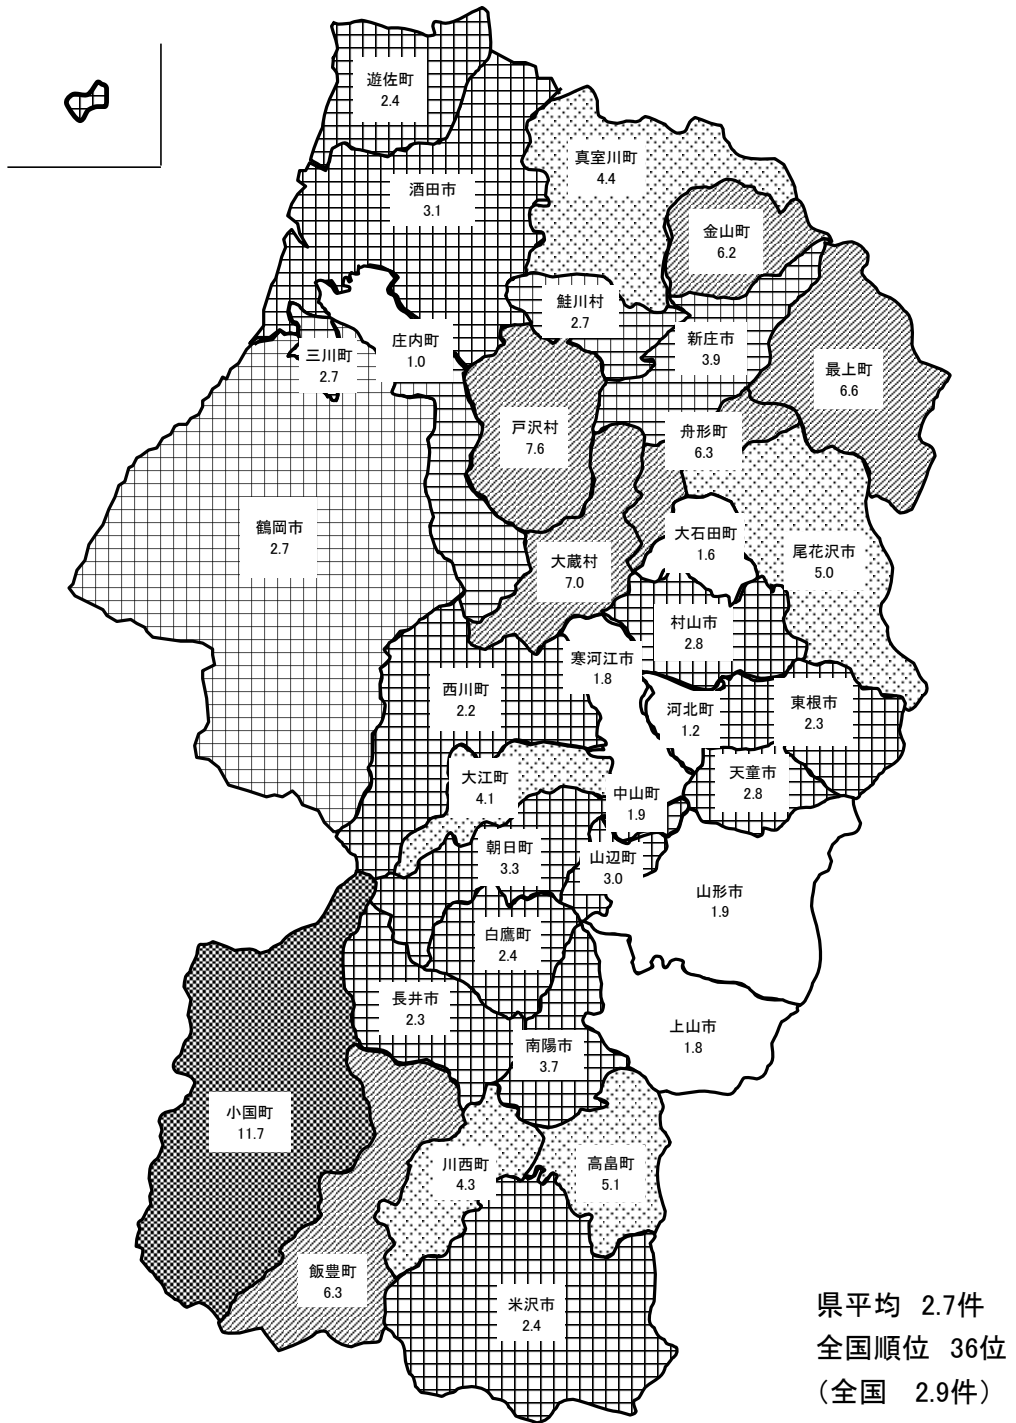 遊佐町
2.4
真室川町
4.4
酒田市
3.1
金山町
6.2
鮭川村
2.7
新庄市
3.9
庄内町
1.0
三川町
2.7
最上町
6.6
戸沢村
7.6
舟形町
6.3
鶴岡市
2.7
大石田町
1.6
尾花沢市
5.0
大蔵村
7.0
村山市
2.8
寒河江市
1.8
西川町
2.2
河北町
1.2
東根市
2.3
大江町
4.1
天童市
2.8
中山町
1.9
朝日町
3.3
山辺町
3.0
山形市
1.9
白鷹町
2.4
長井市
2.3
上山市
1.8
南陽市
3.7
小国町
11.7
川西町
4.3
高畠町
5.1
飯豊町
6.3
米沢市
2.4
県平均 2.7件
全国順位 36位
(全国 2.9件)